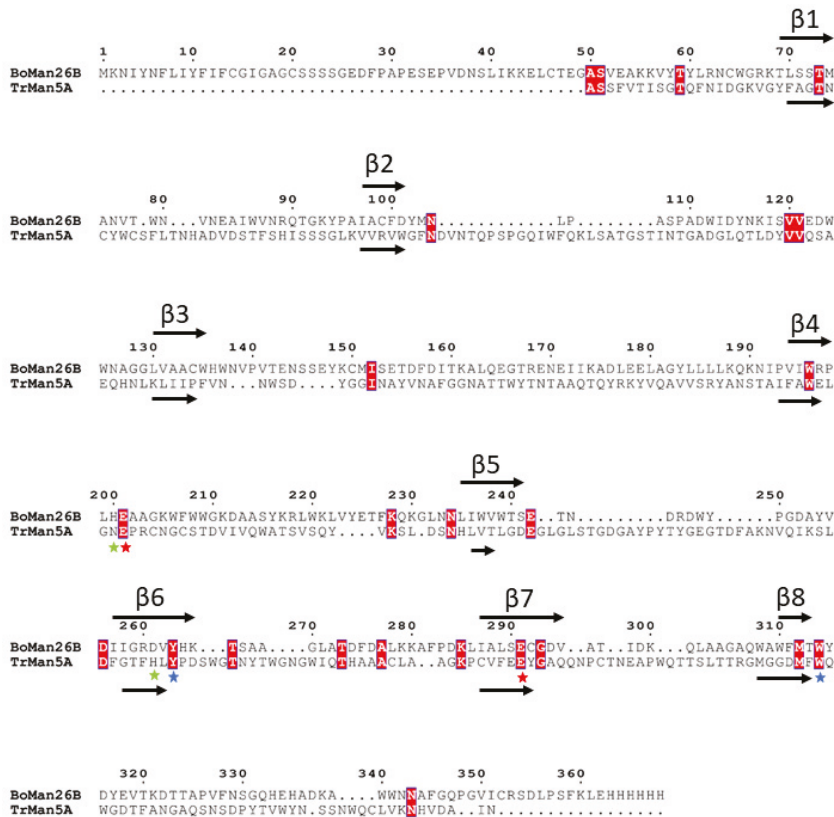 β1
1 10 20 30 40 50 60 70
BoMan26B MKNIYNFLIYFIFCGIGAGCSSSSGEDFPAPESEPVDNSLIKKELCTEGASVEAKKVYTYLRNCWGRKTLSSTM
TrMan5A .................................................ASSFVTISGTQFNIDGKVGYFAGTN
β2
80 90 100 110 120
BoMan26B ANVT.WN...VNEAIWVNRQTGKYPAIACFDYMN............LP........ASPADWIDYNKISVVEDW
TrMan5A CYWCSFLTNHADVDSTFSHISSSGLKVVRVWGFNDVNTQPSPGQIWFQKLSATGSTINTGADGLQTLDYVVQSA
β3 β4
130 140 150 160 170 180 190
BoMan26B WNAGGLVAACWHWNVPVTENSSEYKCMISETDFDITKALQEGTRENEIIKADLEELAGYLLLLKQKNIPVIWRP
TrMan5A EQHNLKLIIPFVN...NWSD....YGGINAYVNAFGGNATTWYTNTAAQTQYRKYVQAVVSRYANSTAIFAWEL
β5
200 210 220 230 240 250
BoMan26B LHEAAGKWFWWGKDAASYKRLWKLVYETFKQKGLNNLIWVWTSE..TN.........DRDWY....PGDAYV
TrMan5A GNEPRCNGCSTDVIVQWATSVSQY...VKSL.DSNHLVTLGDEGLGLSTGDGAYPYTYGEGTDFAKNVQIKSL
β6 β7 β8
260 270 280 290 300 310
BoMan26B DIIGRDVYHK..TSAA...GLATDFDALKKAFPDKLIALSECGDV..AT.IDK...LAAGAQWAWFMTWY
TrMan5A DFGTFHLYPDSWGTNYTWGNGWIQTHAACLA..AGKPCVFEEYGAQQNPCTNEAPWQTTSLTTRGMGGDMFWQ
320 330 340 350 360
BoMan26B DYEVTKDTTAPVFNSGQHEHADKA....WWNNAFGQPGVICRSDLPSFKLEHHHHHH
TrMan5A WGDTFANGAQSNSDPYTVWYN..SSNWQCLVKNHVDA..IN.................